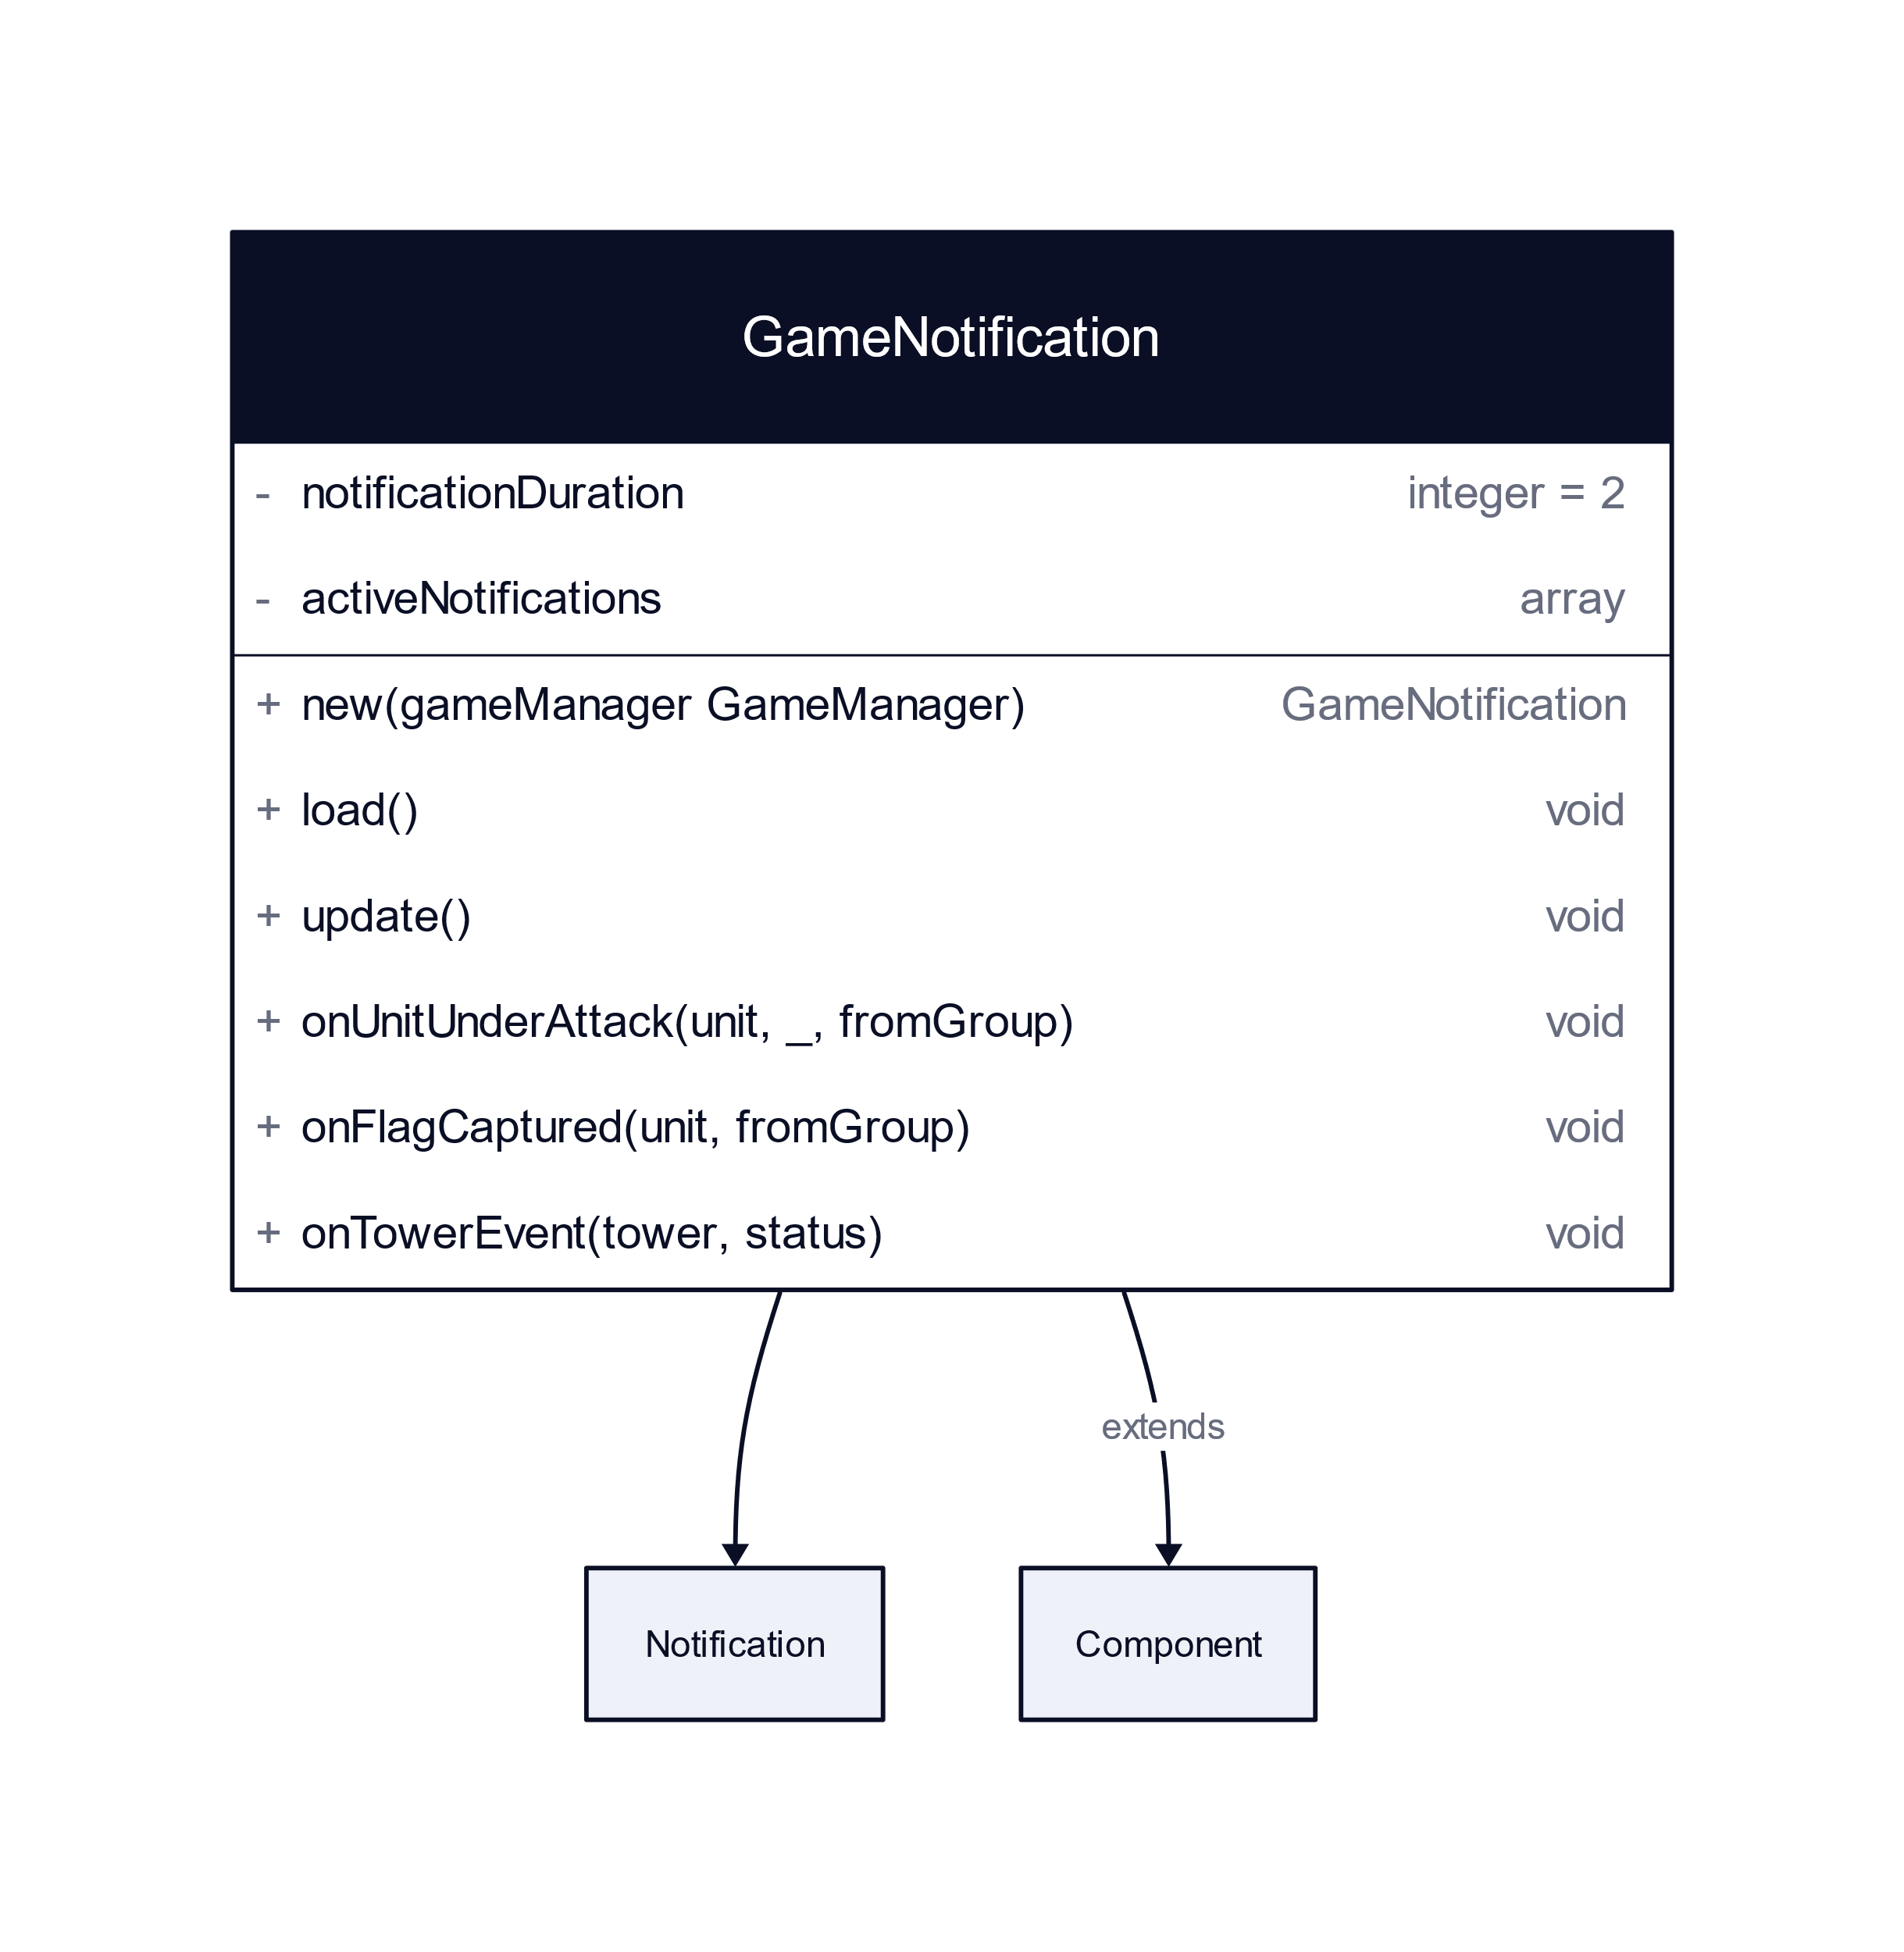 GameNotification
- notificationDuration integer = 2
- activeNotifications array
+ new(gameManager GameManager) GameNotification
+ load() void
+ update() void
+ onUnitUnderAttack(unit, _, fromGroup) void
+ onFlagCaptured(unit, fromGroup) void
+ onTowerEvent(tower, status) void
extends
Notification
Component